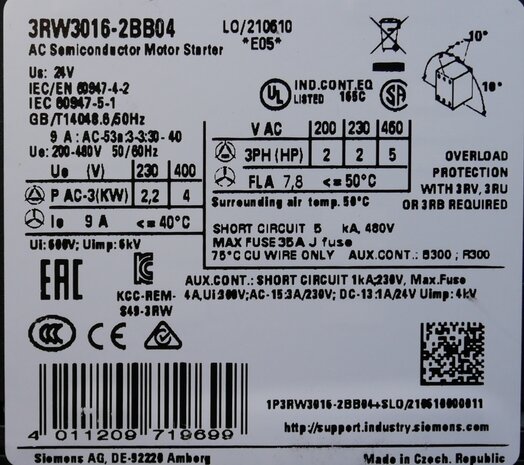 3RW3016-2BB04 LO/210610
AC Semiconductor Motor Starter *E05*
Us: 24V
IEC/EN 60947-4-2
IEC 60947-5-1
GB/T14048.6,50Hz
9 A : AC-53a:3-3:30- 40
Ue: 200-480V 50/60Hz
UL LISTED IND.CONT.EQ 165C SA
10° 10°
V AC 200 230 460
3PH (HP) 2 2 5
FLA 7,8 <=50°C
Surrounding air temp. 50°C
OVERLOAD
PROTECTION
WITH 3RV, 3RU
OR 3RB REQUIRED
Ue (V) 230 400
P AC-3(KW) 2,2 4
Ie 9 A <=40°C
Ui: 600V; Uimp: 6kV
SHORT CIRCUIT 5 kA, 480V
MAX FUSE 35A J fuse
75°C CU WIRE ONLY AUX.CONT.: B300 ; R300
EAC
KCC-REM-
S49-3RW
AUX.CONT.: SHORT CIRCUIT 1kA;230V, Max.Fuse
4A,Ui:300V;AC-15:3A/230V; DC-13:1A/24V Uimp: 4kV
CCC CE
1P3RW3016-2BB04+SLO/210610000011
4 011209 719699
http://support.industry.siemens.com
Siemens AG, DE-92220 Amberg Made in Czech. Republic